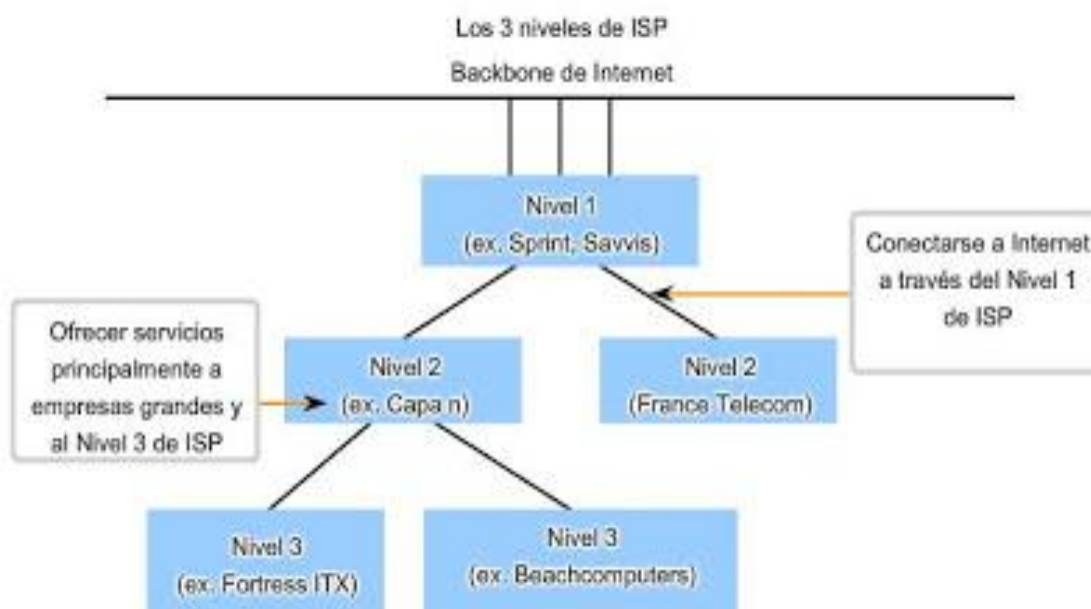 Los 3 niveles de ISP
Backbone de Internet
Nivel 1
(ex. Sprint, Savvis)
Conectarse a Internet
a través del Nivel 1
de ISP
Ofrecer servicios
principalmente a
empresas grandes y
al Nivel 3 de ISP
Nivel 2
(ex. Capa n)
Nivel 2
(France Telecom)
Nivel 3
(ex. Fortress ITX)
Nivel 3
(ex. Beachcomputers)